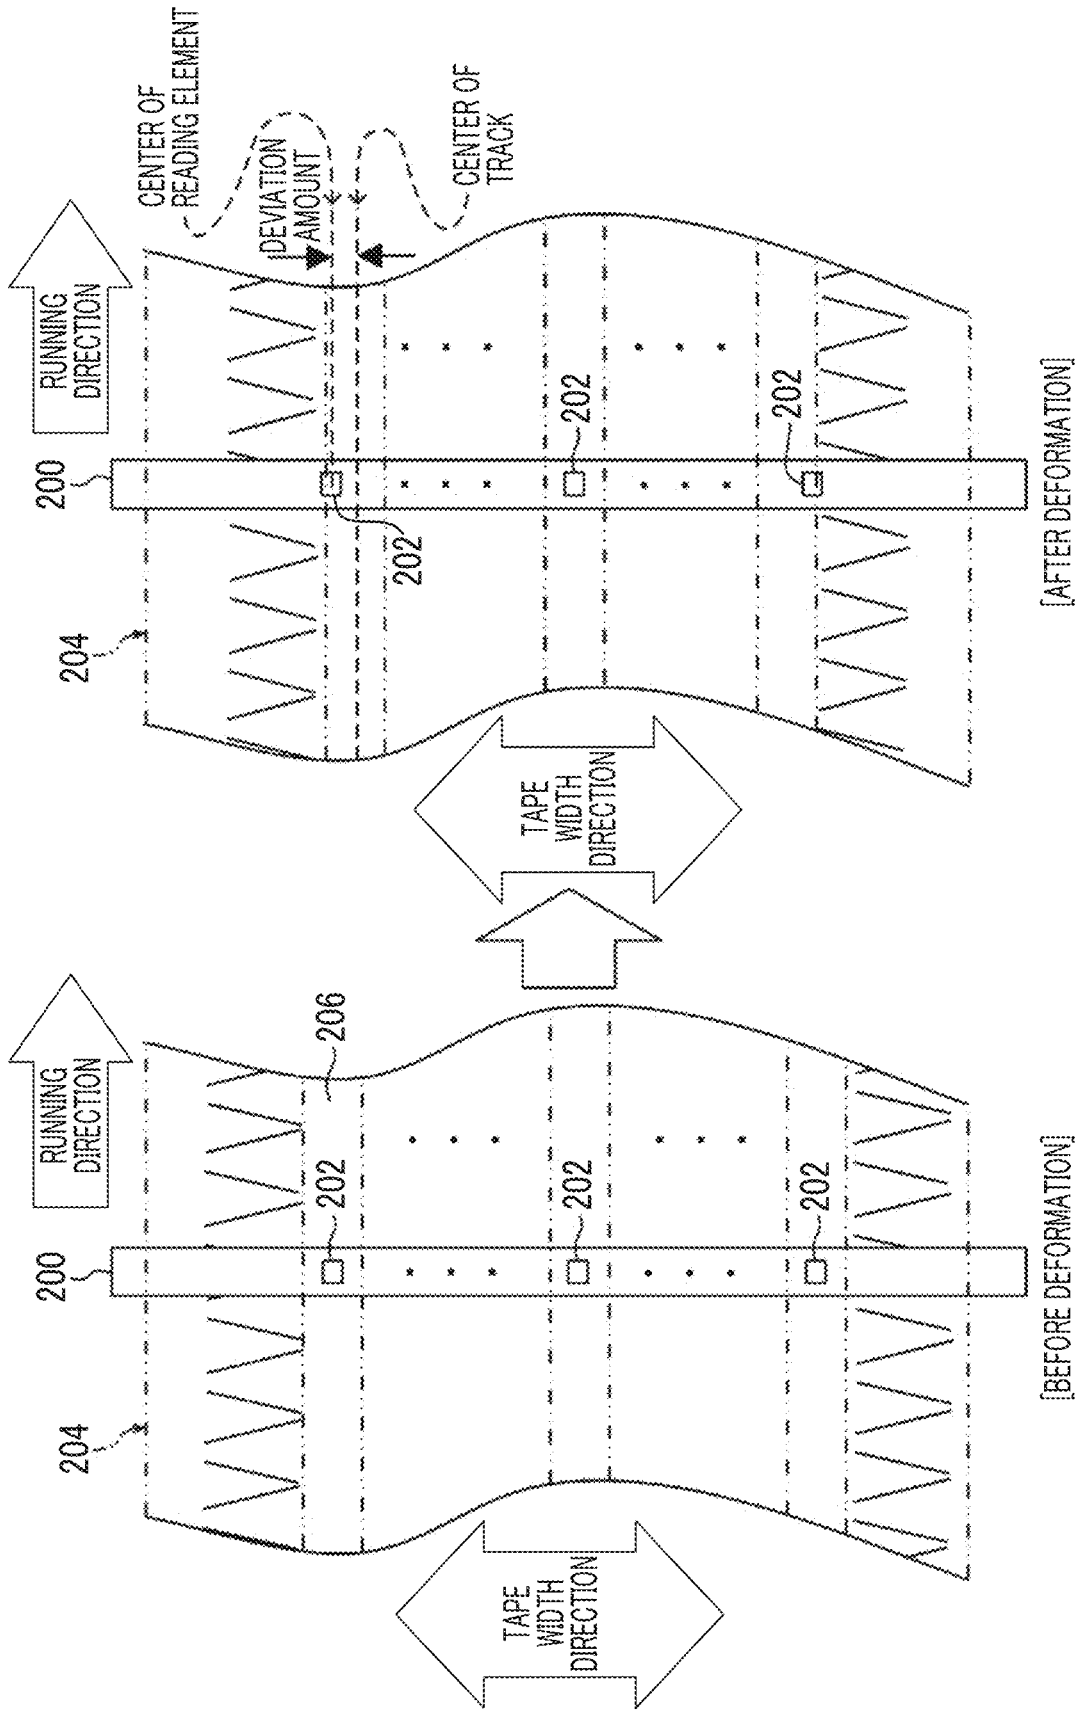 RUNNING
DIRECTION
200
204
202
202
202
206
TAPE
WIDTH
DIRECTION
[BEFORE DEFORMATION]
RUNNING
DIRECTION
200
204
202
202
202
CENTER OF
READING ELEMENT
DEVIATION
AMOUNT
CENTER OF
TRACK
TAPE
WIDTH
DIRECTION
[AFTER DEFORMATION]